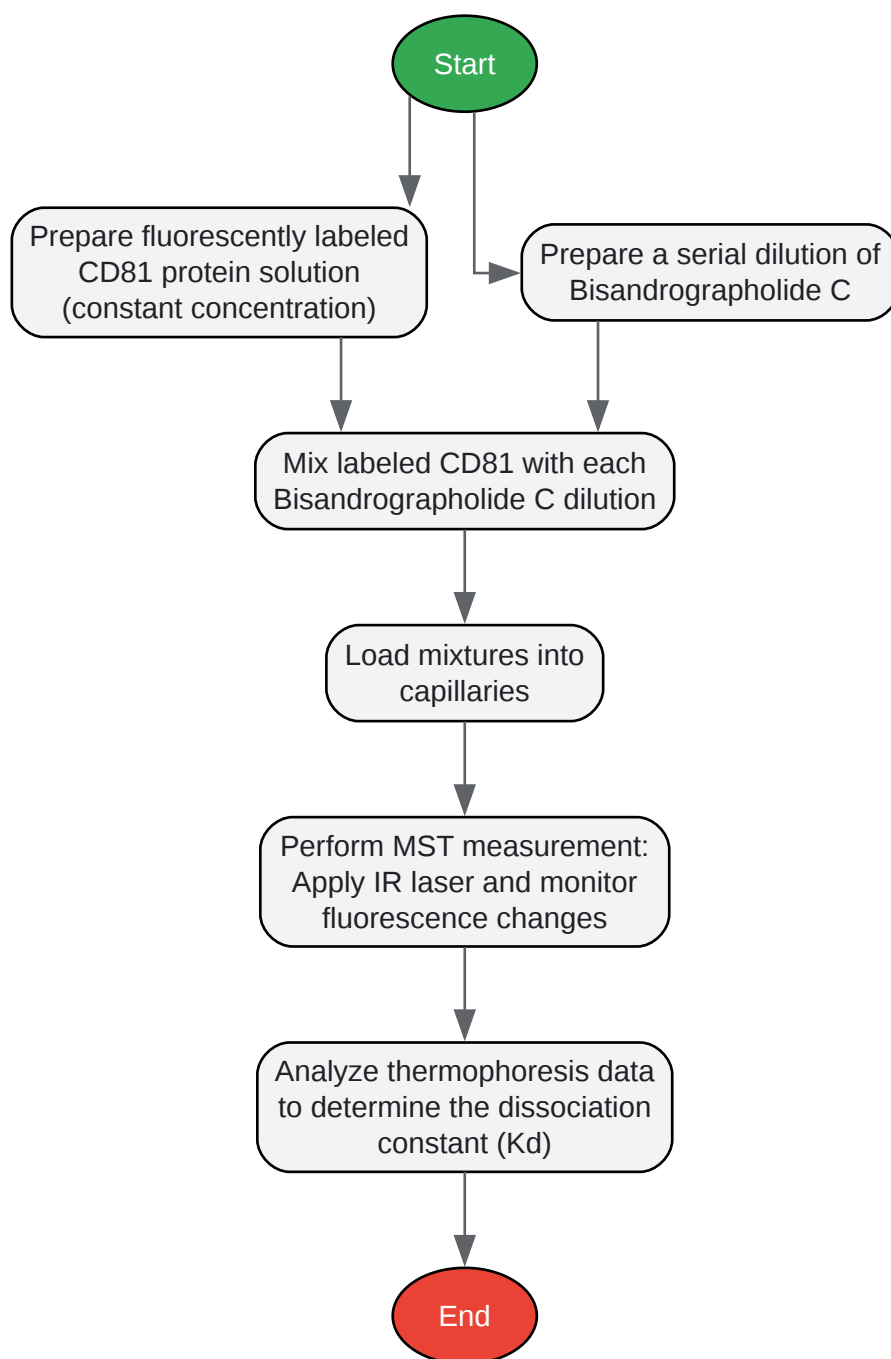 Start
Prepare fluorescently labeled
CD81 protein solution
(constant concentration)
Prepare a serial dilution of
Bisandrographolide C
Mix labeled CD81 with each
Bisandrographolide C dilution
Load mixtures into
capillaries
Perform MST measurement:
Apply IR laser and monitor
fluorescence changes
Analyze thermophoresis data
to determine the dissociation
constant (Kd)
End